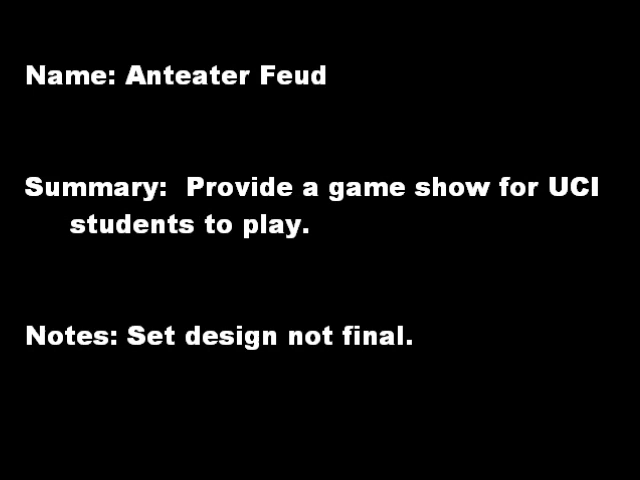 Name: Anteater Feud
Summary:  Provide a game show for UCI
students to play.
Notes: Set design not final.